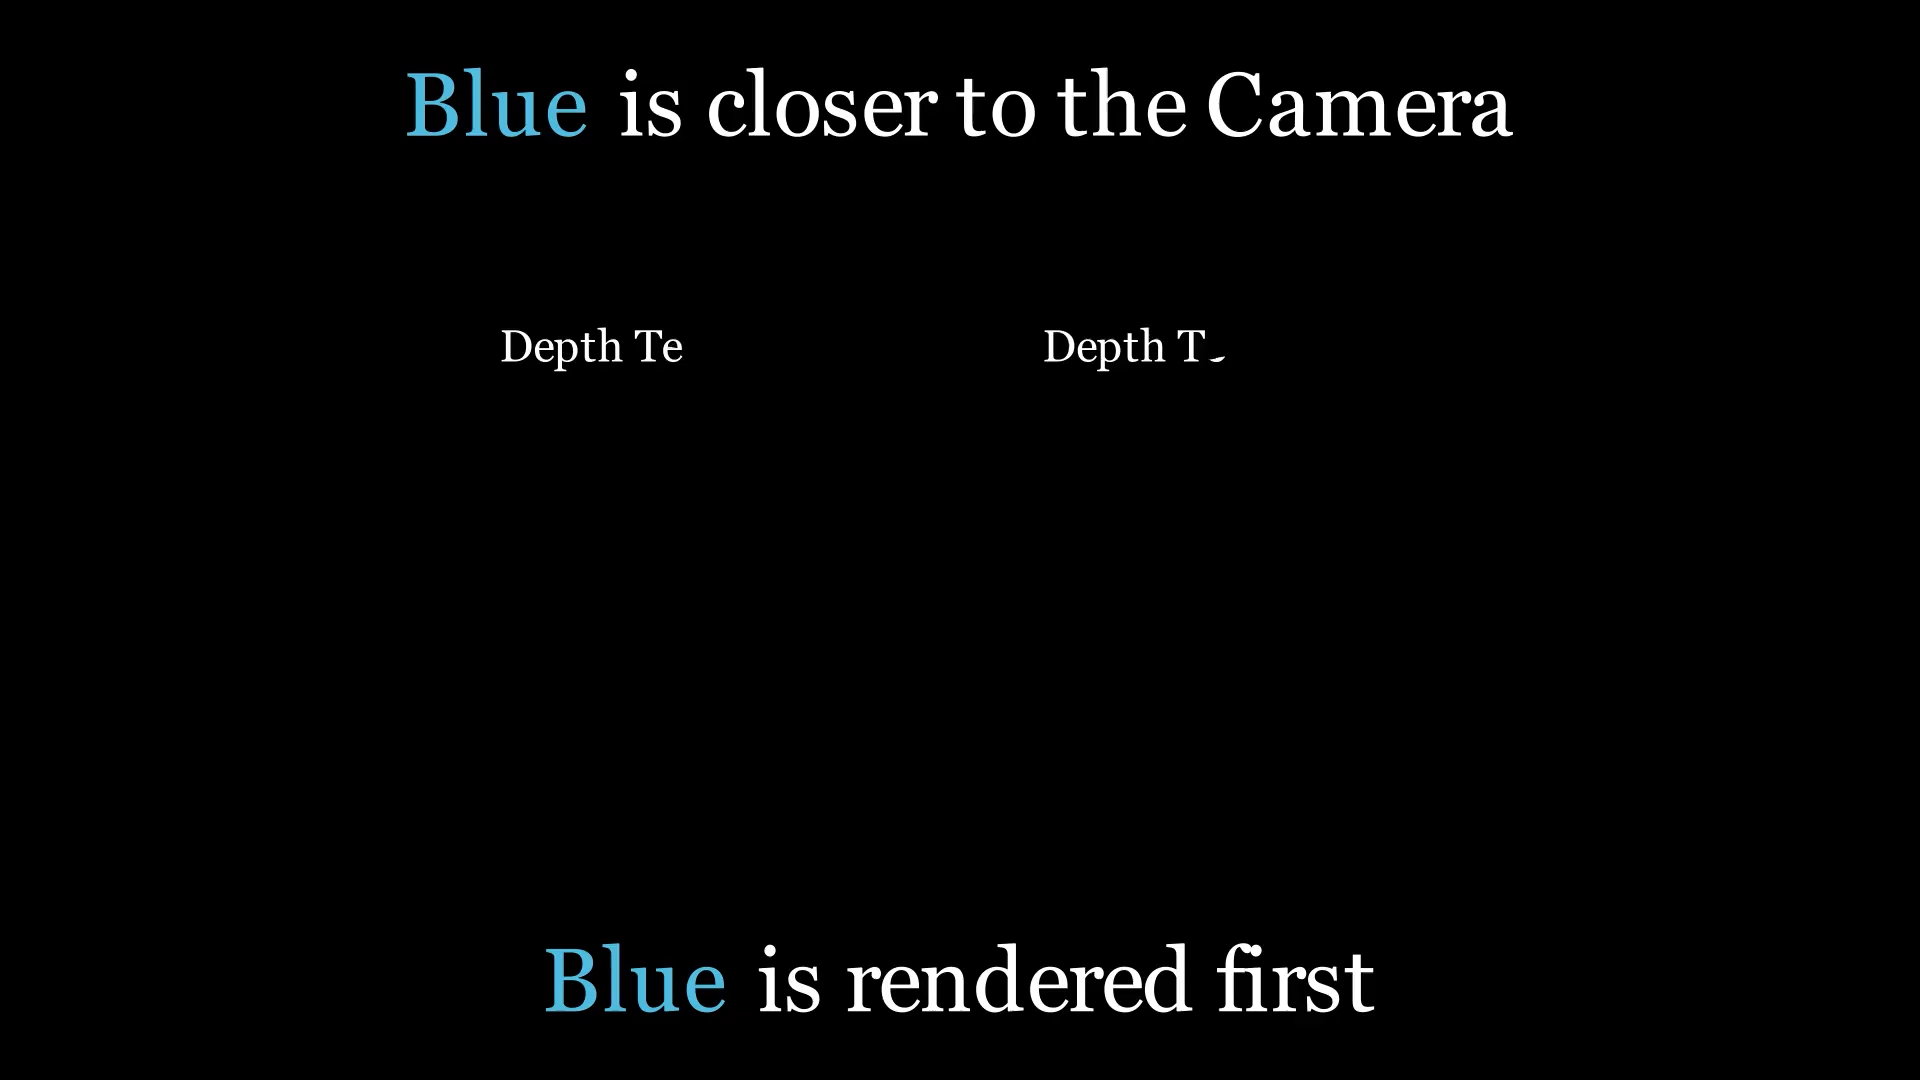 Blue is closer to the Camera
Depth Te
Depth T
Blue is rendered first